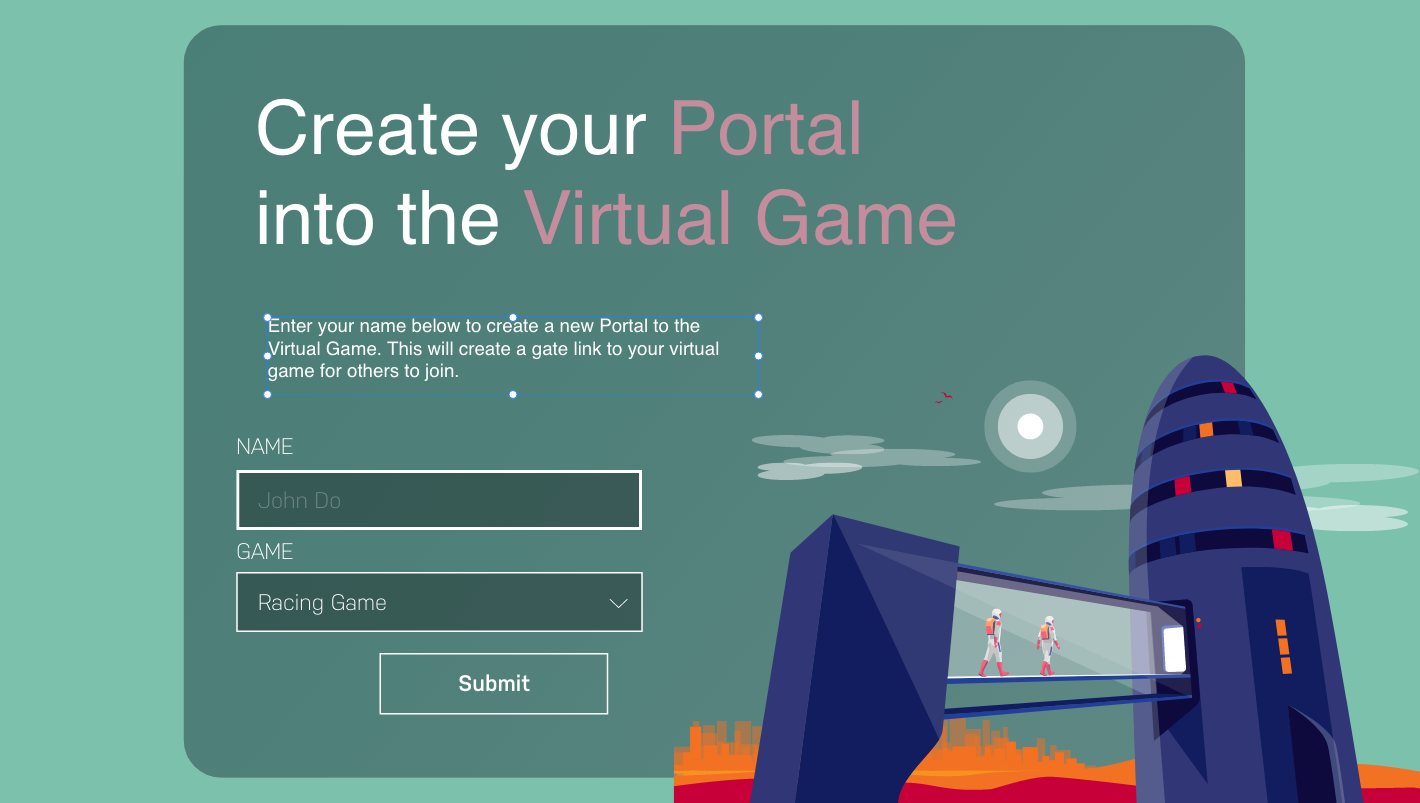 Create your Portal
into the Virtual Game
Enter your name below to create a new Portal to the
Virtual Game. This will create a gate link to your virtual
game for others to join.
NAME
John Do
GAME
Racing Game
Submit